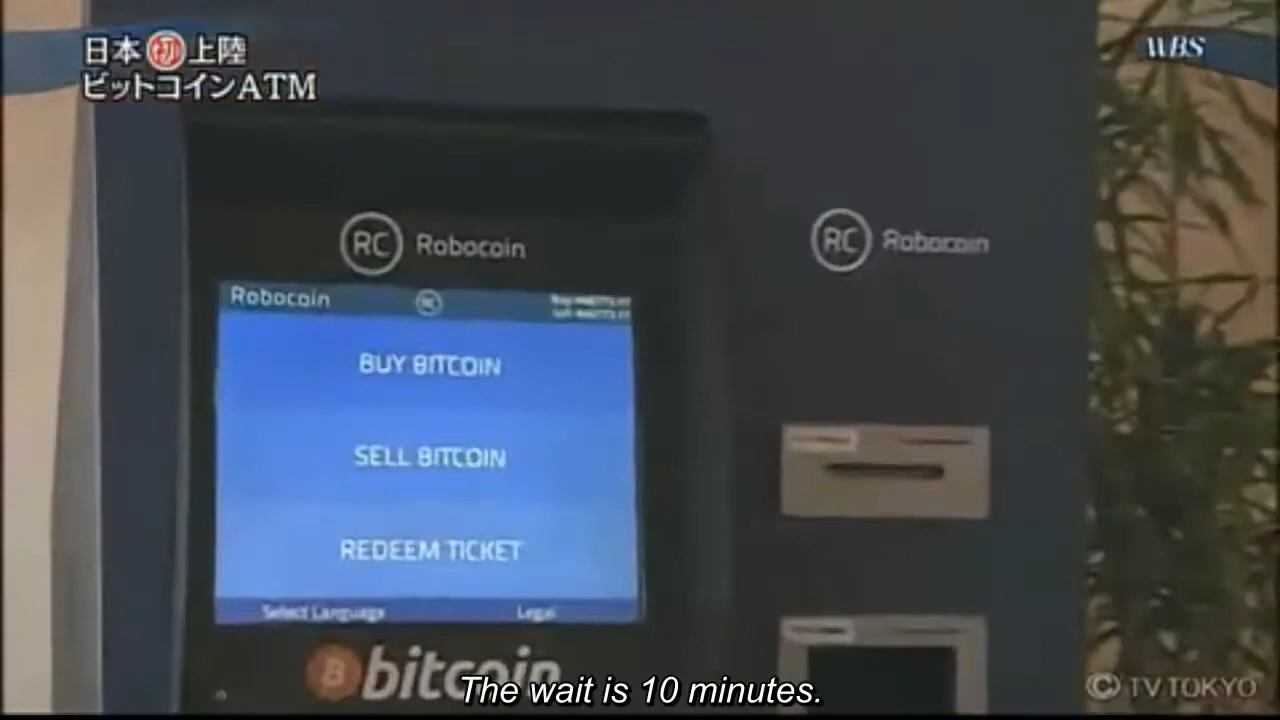 日本初上陸
ビットコインATM
WBS
RC Robocoin
RC Robocoin
Robocoin
RC
BUY BITCOIN
SELL BITCOIN
REDEEM TICKET
Select Language
Legal
bitcoin
The wait is 10 minutes.
© TV TOKYO